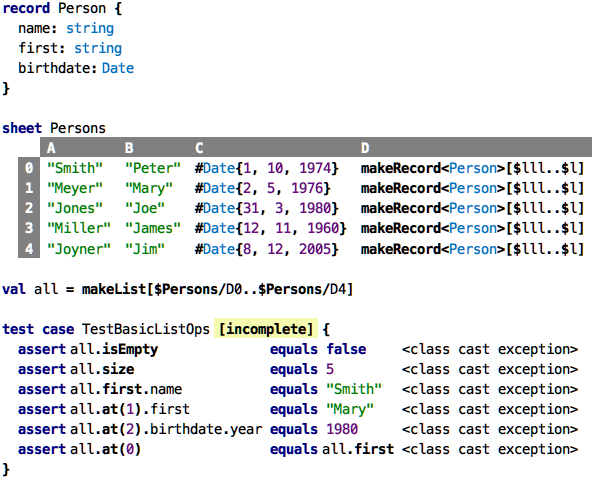 record Person {
name: string
first: string
birthdate: Date
}
sheet Persons
A B C D
0 "Smith" "Peter" #Date{1, 10, 1974} makeRecord<Person>[$lll..$l]
1 "Meyer" "Mary" #Date{2, 5, 1976} makeRecord<Person>[$lll..$l]
2 "Jones" "Joe" #Date{31, 3, 1980} makeRecord<Person>[$lll..$l]
3 "Miller" "James" #Date{12, 11, 1960} makeRecord<Person>[$lll..$l]
4 "Joyner" "Jim" #Date{8, 12, 2005} makeRecord<Person>[$lll..$l]
val all = makeList[$Persons/D0..$Persons/D4]
test case TestBasicListOps [incomplete] {
assert all.isEmpty equals false <class cast exception>
assert all.size equals 5 <class cast exception>
assert all.first.name equals "Smith" <class cast exception>
assert all.at(1).first equals "Mary" <class cast exception>
assert all.at(2).birthdate.year equals 1980 <class cast exception>
assert all.at(0) equals all.first <class cast exception>
}